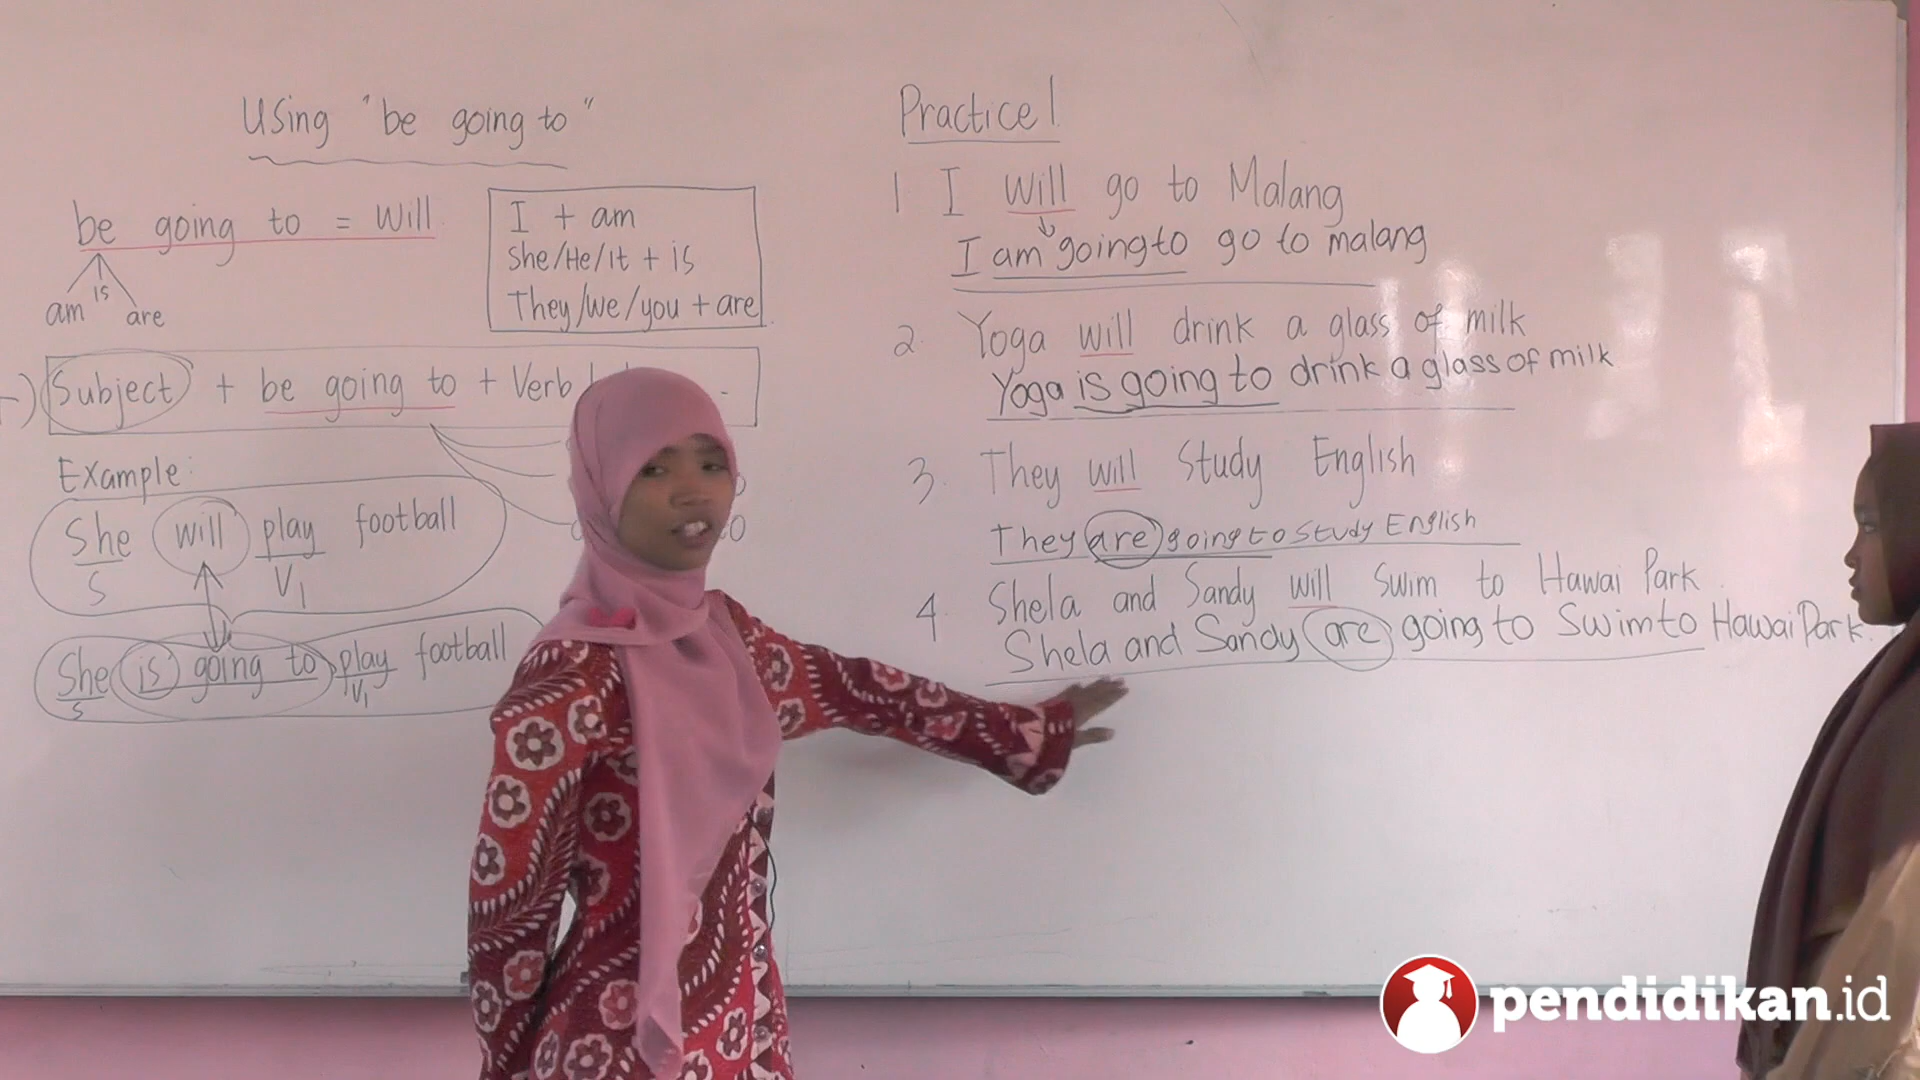 Using "be going to"
be going to = Will
am is are
I + am
She/He/It + is
They/We/you + are
Subject + be going to + Verb
Example:
She will play football
S V1
She is going to play football
S V1
Practice 1
1 I will go to Malang
I am going to go to malang
2. Yoga will drink a glass of milk
Yoga is going to drink a glass of milk
3. They will Study English
They are going to study English
4. Shela and Sandy will Swim to Hawai Park
Shela and Sandy are going to Swim to Hawai Park.
pendidikan.id